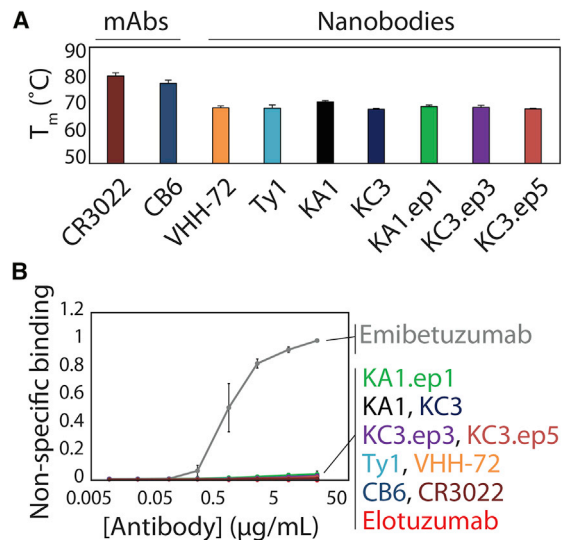 A
mAbs Nanobodies
Tm (˚C)
90
80
70
60
50
CR3022
CB6
VHH-72
Ty1
KA1
KC3
KA1.ep1
KC3.ep3
KC3.ep5
B
Non-specific binding
1.2
1
0.8
0.6
0.4
0.2
0
0.005 0.05 0.5 5 50
[Antibody] (μg/mL)
Emibetuzumab
KA1.ep1
KA1, KC3
KC3.ep3, KC3.ep5
Ty1, VHH-72
CB6, CR3022
Elotuzumab